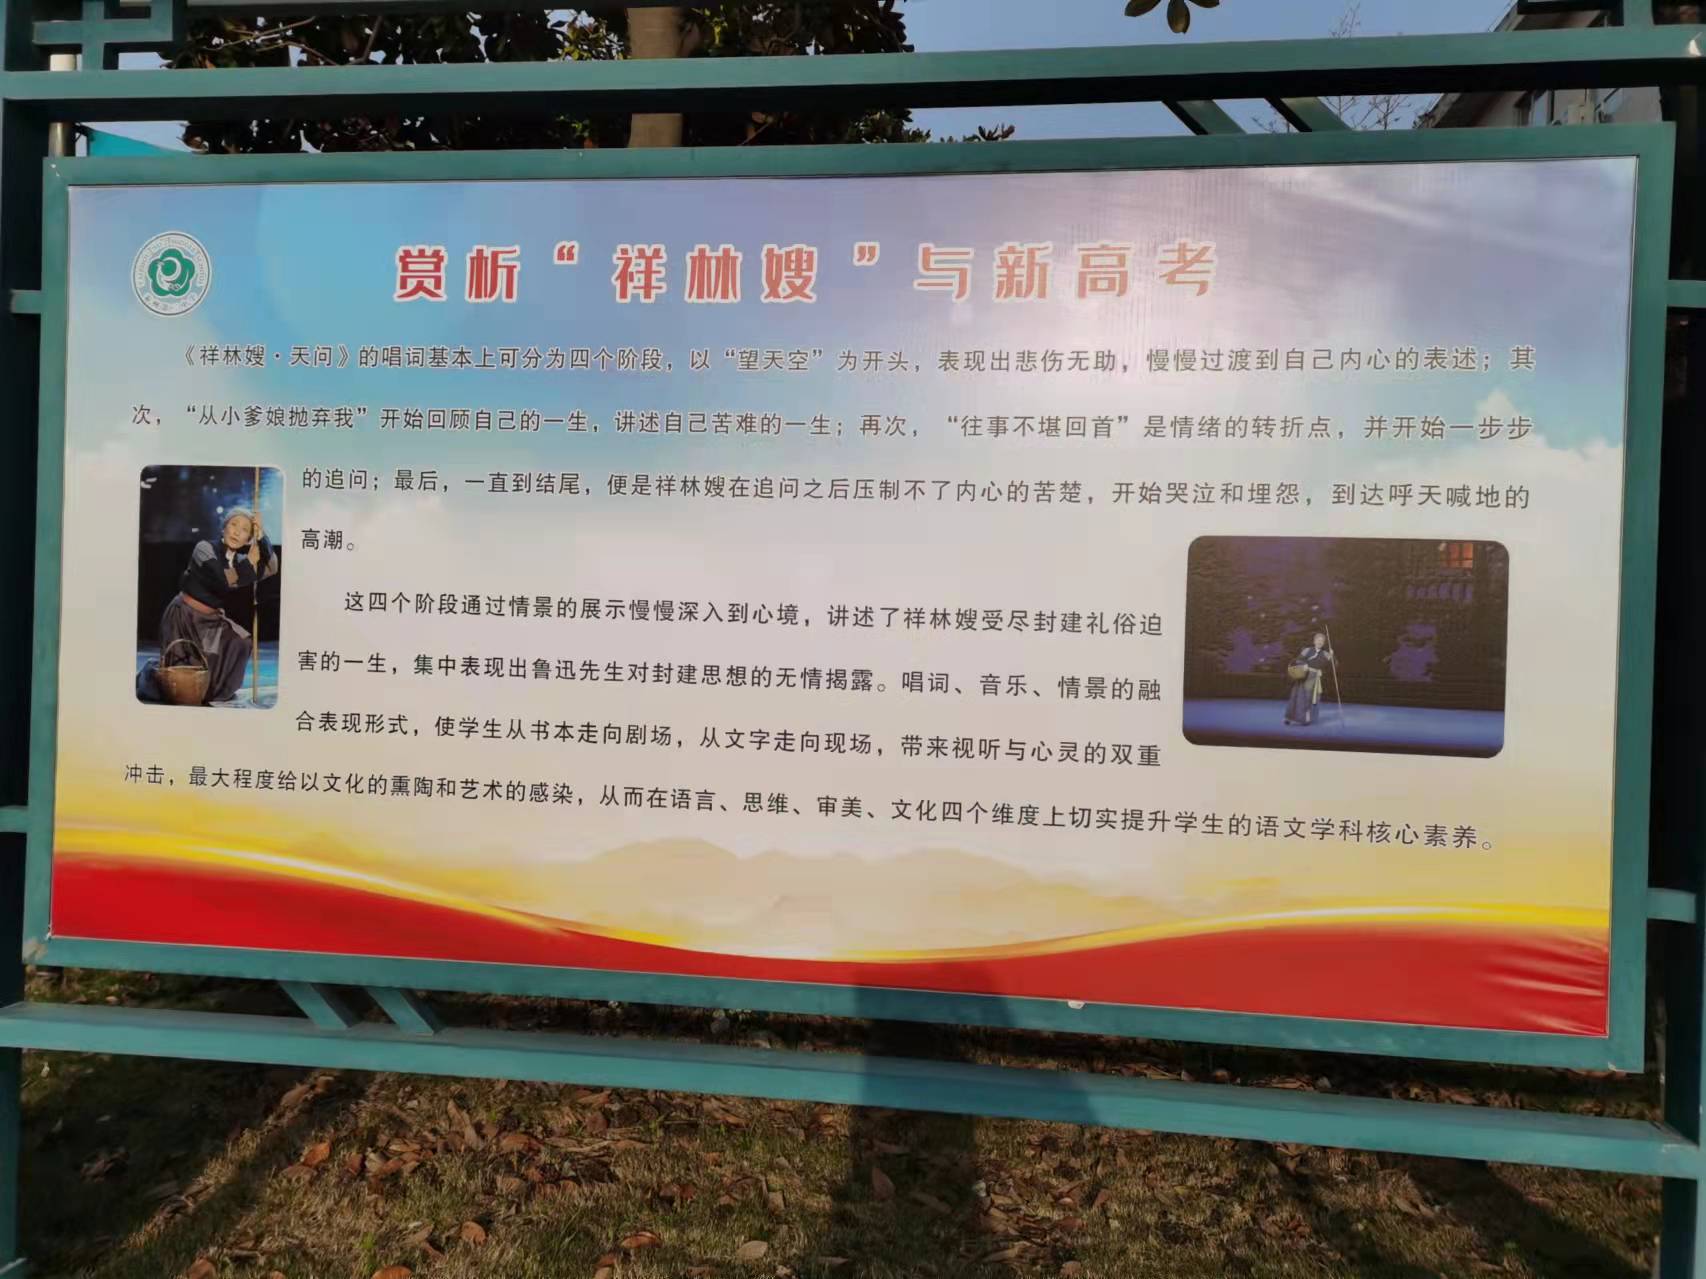 赏析“祥林嫂”与新高考
《祥林嫂·天问》的唱词基本上可分为四个阶段，以“望天空”为开头，表现出悲伤无助，慢慢过渡到自己内心的表述；其
次，“从小爹娘抛弃我”开始回顾自己的一生，讲述自己苦难的一生；再次，“往事不堪回首”是情绪的转折点，并开始一步步
的追问；最后，一直到结尾，便是祥林嫂在追问之后压制不了内心的苦楚，开始哭泣和埋怨，到达呼天喊地的
高潮。
这四个阶段通过情景的展示慢慢深入到心境，讲述了祥林嫂受尽封建礼俗迫
害的一生，集中表现出鲁迅先生对封建思想的无情揭露。唱词、音乐、情景的融
合表现形式，使学生从书本走向剧场，从文字走向现场，带来视听与心灵的双重
冲击，最大程度给以文化的熏陶和艺术的感染，从而在语言、思维、审美、文化四个维度上切实提升学生的语文学科核心素养。